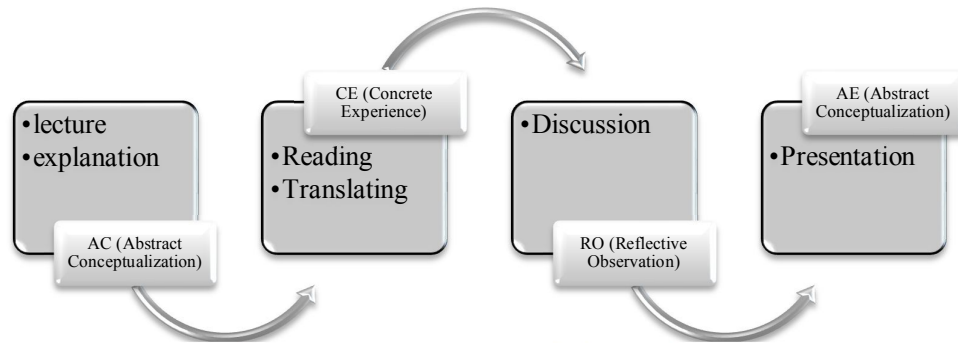 •lecture
•explanation
AC (Abstract
Conceptualization)
CE (Concrete
Experience)
•Reading
•Translating
•Discussion
RO (Reflective
Observation)
AE (Abstract
Conceptualization)
•Presentation